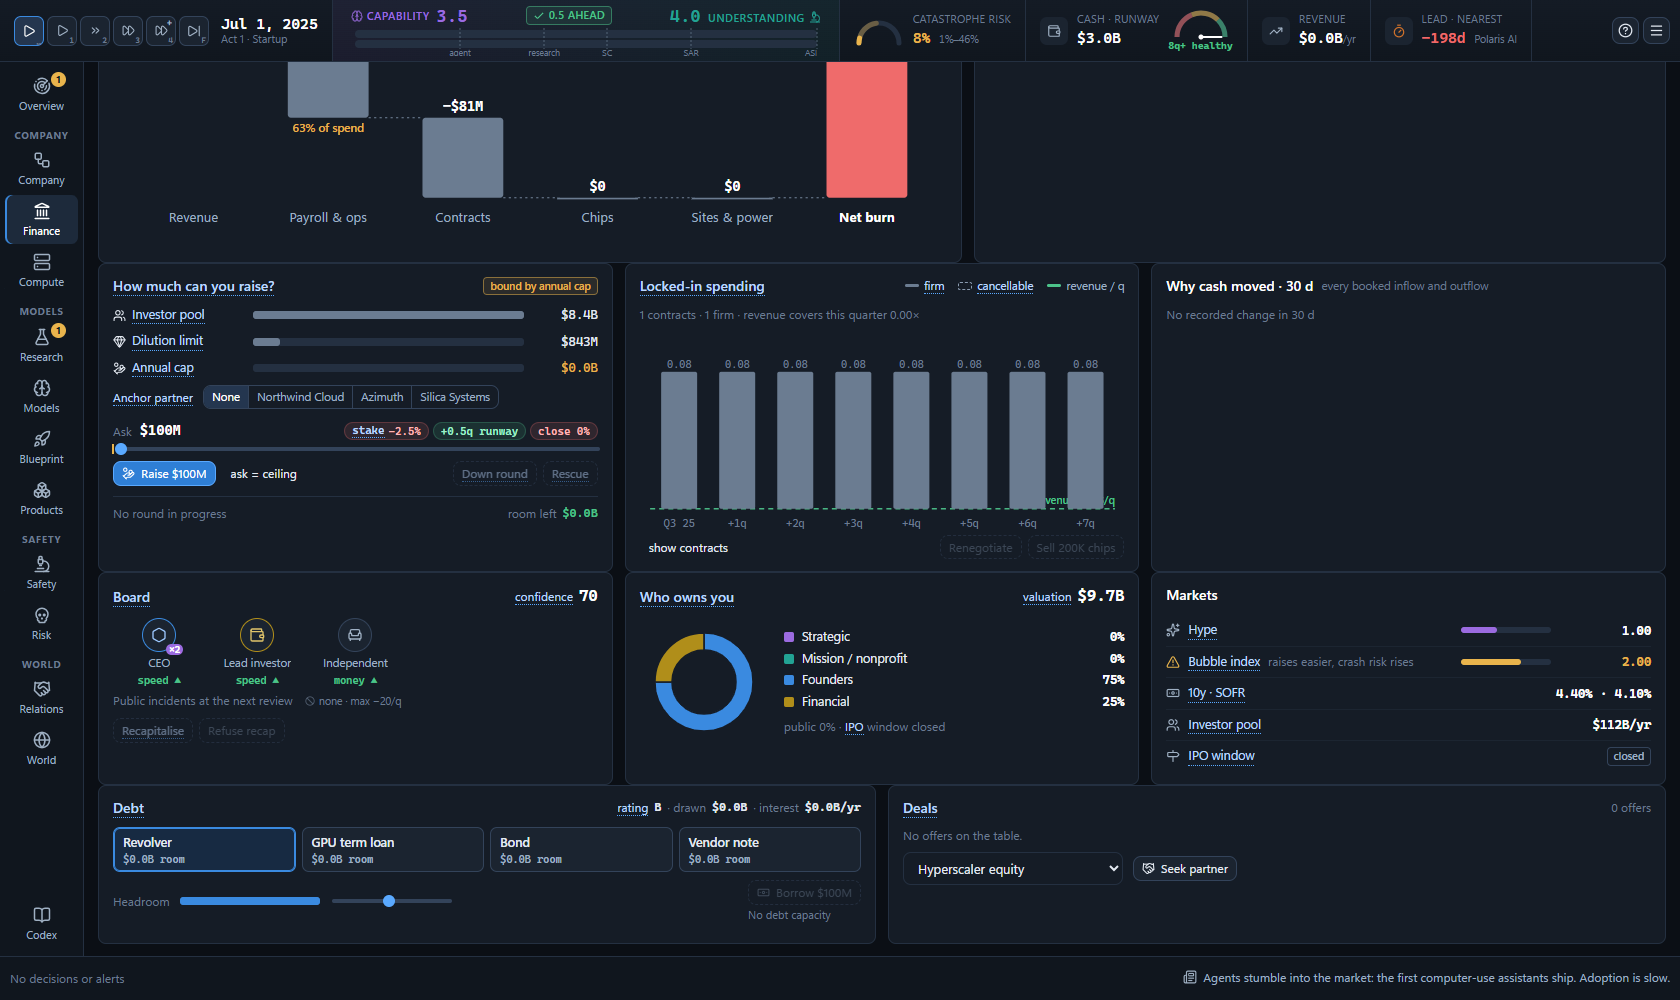 Jul 1, 2025
Act 1 · Startup
1
2
3
4
F
CAPABILITY 3.5
0.5 AHEAD
4.0 UNDERSTANDING
agent
research
SC
SAR
ASI
CATASTROPHE RISK
8% 1%–46%
CASH · RUNWAY
$3.0B
8q+ healthy
REVENUE
$0.0B/yr
LEAD · NEAREST
−198d Polaris AI
1
Overview
COMPANY
Company
Finance
Compute
MODELS
1
Research
Models
Blueprint
Products
SAFETY
Safety
Risk
WORLD
Relations
World
Codex
63% of spend
−$81M
$0
$0
Revenue
Payroll & ops
Contracts
Chips
Sites & power
Net burn
How much can you raise?
bound by annual cap
Investor pool $8.4B
Dilution limit $843M
Annual cap $0.0B
Anchor partner None Northwind Cloud Azimuth Silica Systems
Ask $100M stake −2.5% +0.5q runway close 0%
Raise $100M ask = ceiling Down round Rescue
No round in progress room left $0.0B
Locked-in spending firm cancellable revenue / q
1 contracts · 1 firm · revenue covers this quarter 0.00×
0.08 0.08 0.08 0.08 0.08 0.08 0.08 0.08
/q
Q3 25 +1q +2q +3q +4q +5q +6q +7q
show contracts Renegotiate Sell 200K chips
Why cash moved · 30 d every booked inflow and outflow
No recorded change in 30 d
Board confidence 70
×2
CEO Lead investor Independent
speed ▲ speed ▲ money ▲
Public incidents at the next review none · max −20/q
Recapitalise Refuse recap
Who owns you valuation $9.7B
Strategic 0%
Mission / nonprofit 0%
Founders 75%
Financial 25%
public 0% · IPO window closed
Markets
Hype 1.00
Bubble index raises easier, crash risk rises 2.00
10y · SOFR 4.40% · 4.10%
Investor pool $112B/yr
IPO window closed
Debt rating B · drawn $0.0B · interest $0.0B/yr
Revolver GPU term loan Bond Vendor note
$0.0B room $0.0B room $0.0B room $0.0B room
Headroom Borrow $100M
No debt capacity
Deals 0 offers
No offers on the table.
Hyperscaler equity Seek partner
No decisions or alerts
Agents stumble into the market: the first computer-use assistants ship. Adoption is slow.